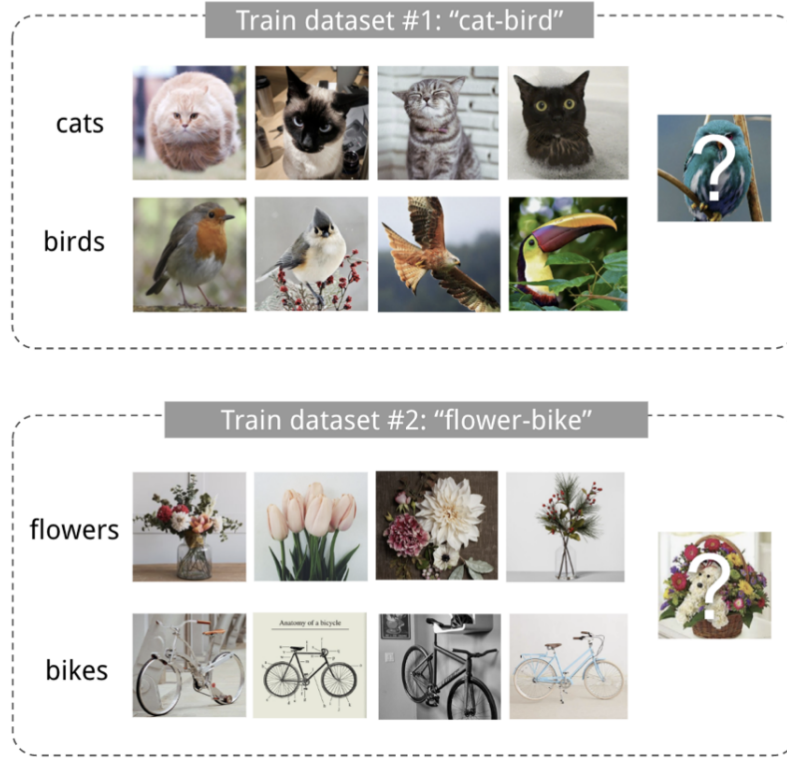 Train dataset #1: “cat-bird”
cats
?
birds
Train dataset #2: “flower-bike”
flowers
?
Anatomy of a bicycle
bikes